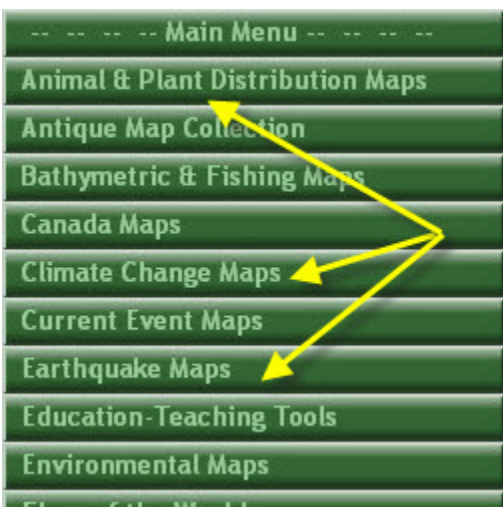 -- -- -- -- Main Menu -- -- -- --
Animal & Plant Distribution Maps
Antique Map Collection
Bathymetric & Fishing Maps
Canada Maps
Climate Change Maps
Current Event Maps
Earthquake Maps
Education-Teaching Tools
Environmental Maps